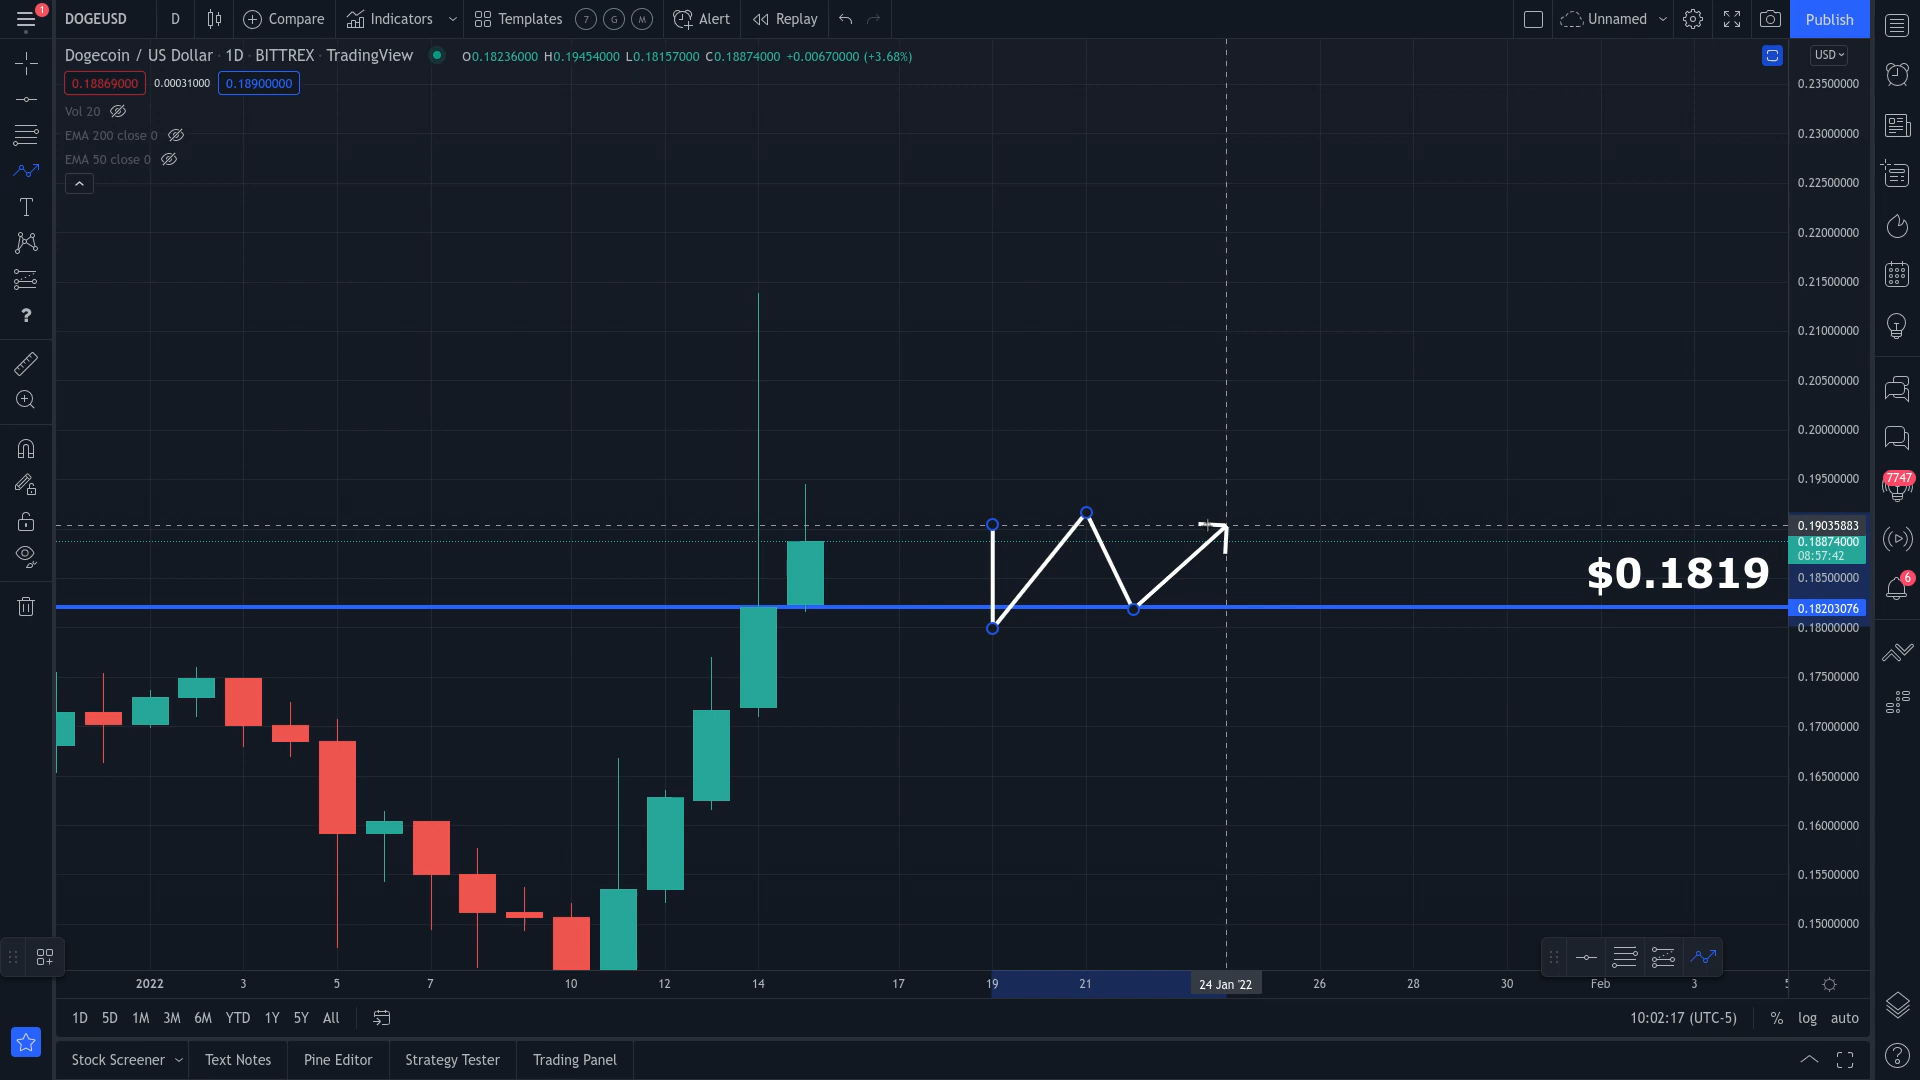 1
DOGEUSD D Compare Indicators Templates 7 G M Alert Replay Unnamed Publish
Dogecoin / US Dollar · 1D · BITTREX · TradingView O0.18236000 H0.19454000 L0.18157000 C0.18874000 +0.00670000 (+3.68%) USD
0.18869000 0.00031000 0.18900000
Vol 20
EMA 200 close 0
EMA 50 close 0
0.23500000
0.23000000
0.22500000
0.22000000
0.21500000
0.21000000
0.20500000
0.20000000
0.19500000
0.19035883
0.18874000
08:57:42
0.18500000
0.18203076
0.18000000
0.17500000
0.17000000
0.16500000
0.16000000
0.15500000
0.15000000
$0.1819
7747
6
2022 3 5 7 10 12 14 17 19 21 24 Jan '22 26 28 30 Feb 3 5
1D 5D 1M 3M 6M YTD 1Y 5Y All 10:02:17 (UTC-5) % log auto
Stock Screener Text Notes Pine Editor Strategy Tester Trading Panel